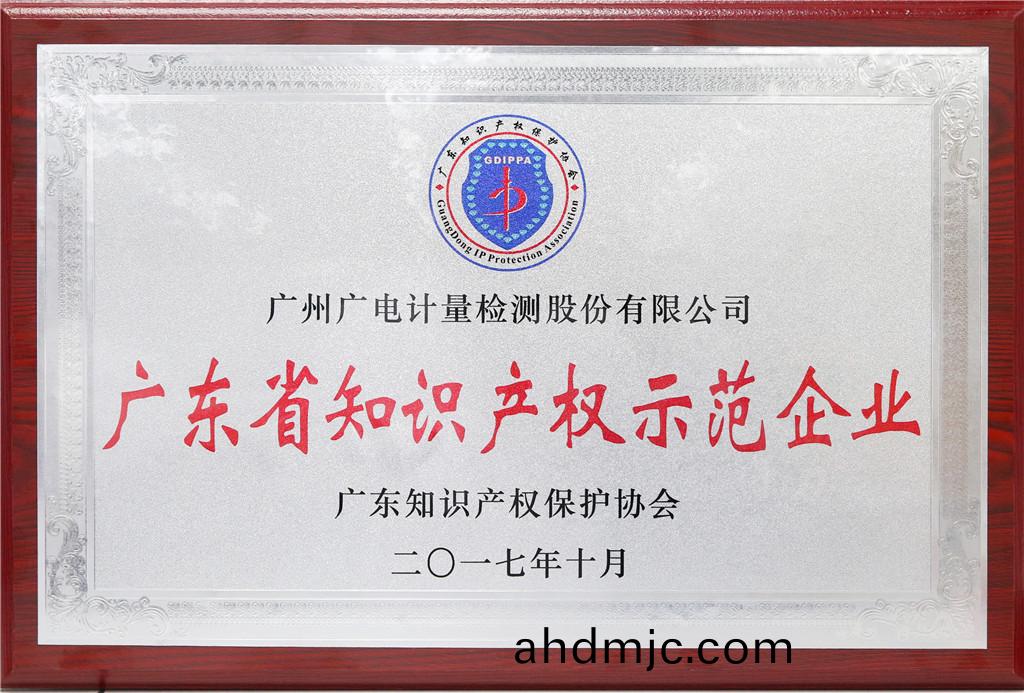 广东知识产权保护协会
GDIPPA
GuangDong IP Protection Association
广州广电计量检测股份有限公司
广东省知识产权示范企业
广东知识产权保护协会
二〇一七年十月
ahdmjc.com